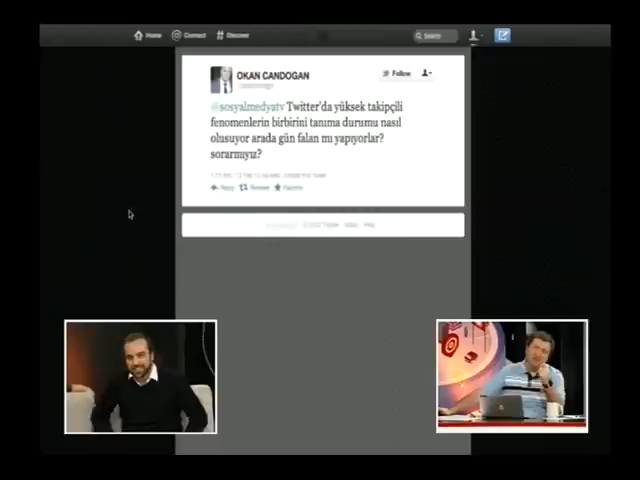 Home Connect Discover Search
OKAN CANDOGAN
Follow
@sosyalmedyatv Twitter'da yüksek takipçili
fenomenlerin birbirini tanıma durumu nasıl
olusuyor arada gün falan mı yapıyorlar?
sorarmıyız?
Reply Retweet Favorite